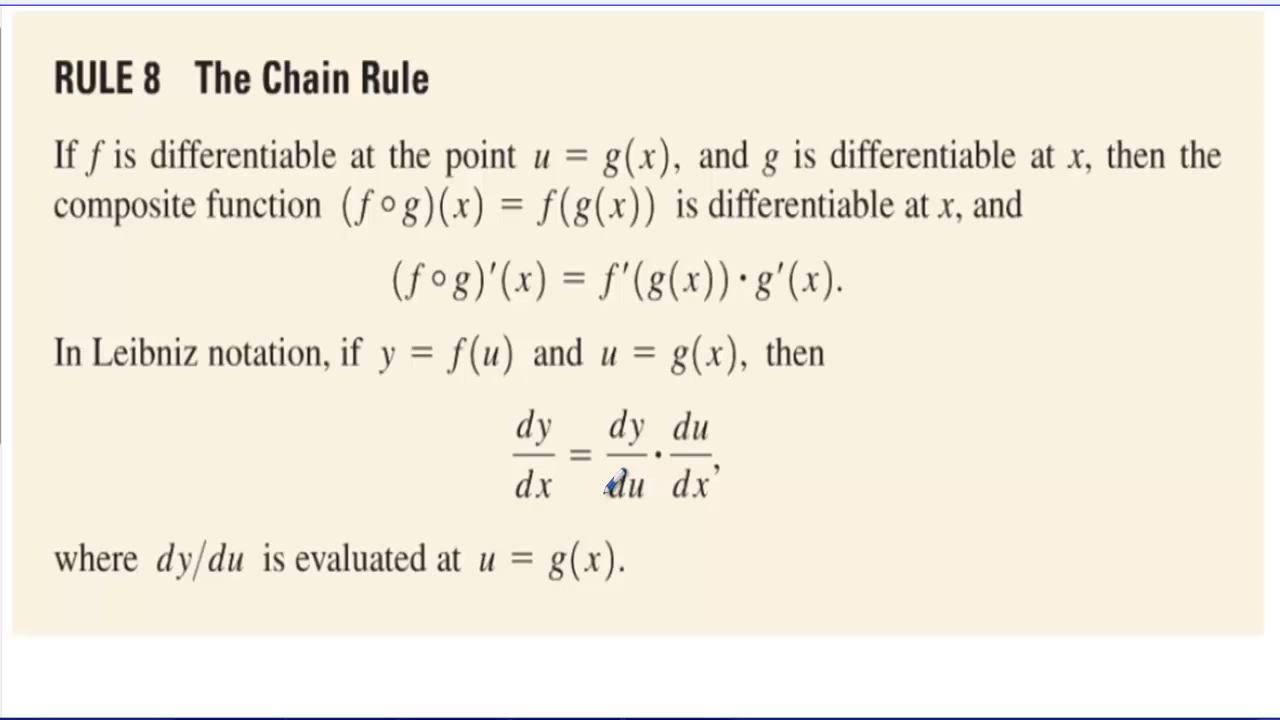 RULE 8 The Chain Rule
If f is differentiable at the point u = g(x), and g is differentiable at x, then the
composite function (f ∘ g)(x) = f(g(x)) is differentiable at x, and
(f ∘ g)′(x) = f′(g(x)) · g′(x).
In Leibniz notation, if y = f(u) and u = g(x), then
dy/dx = dy/du · du/dx,
where dy/du is evaluated at u = g(x).